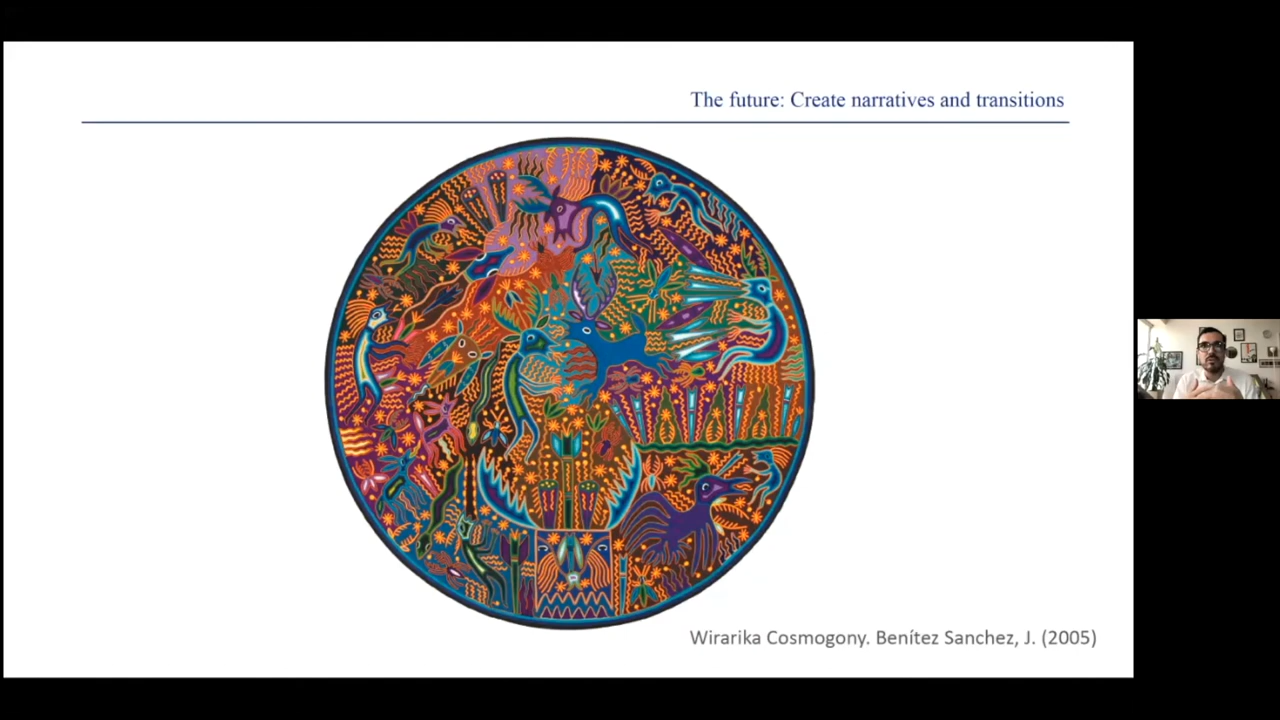 The future: Create narratives and transitions
Wirarika Cosmogony. Benítez Sanchez, J. (2005)